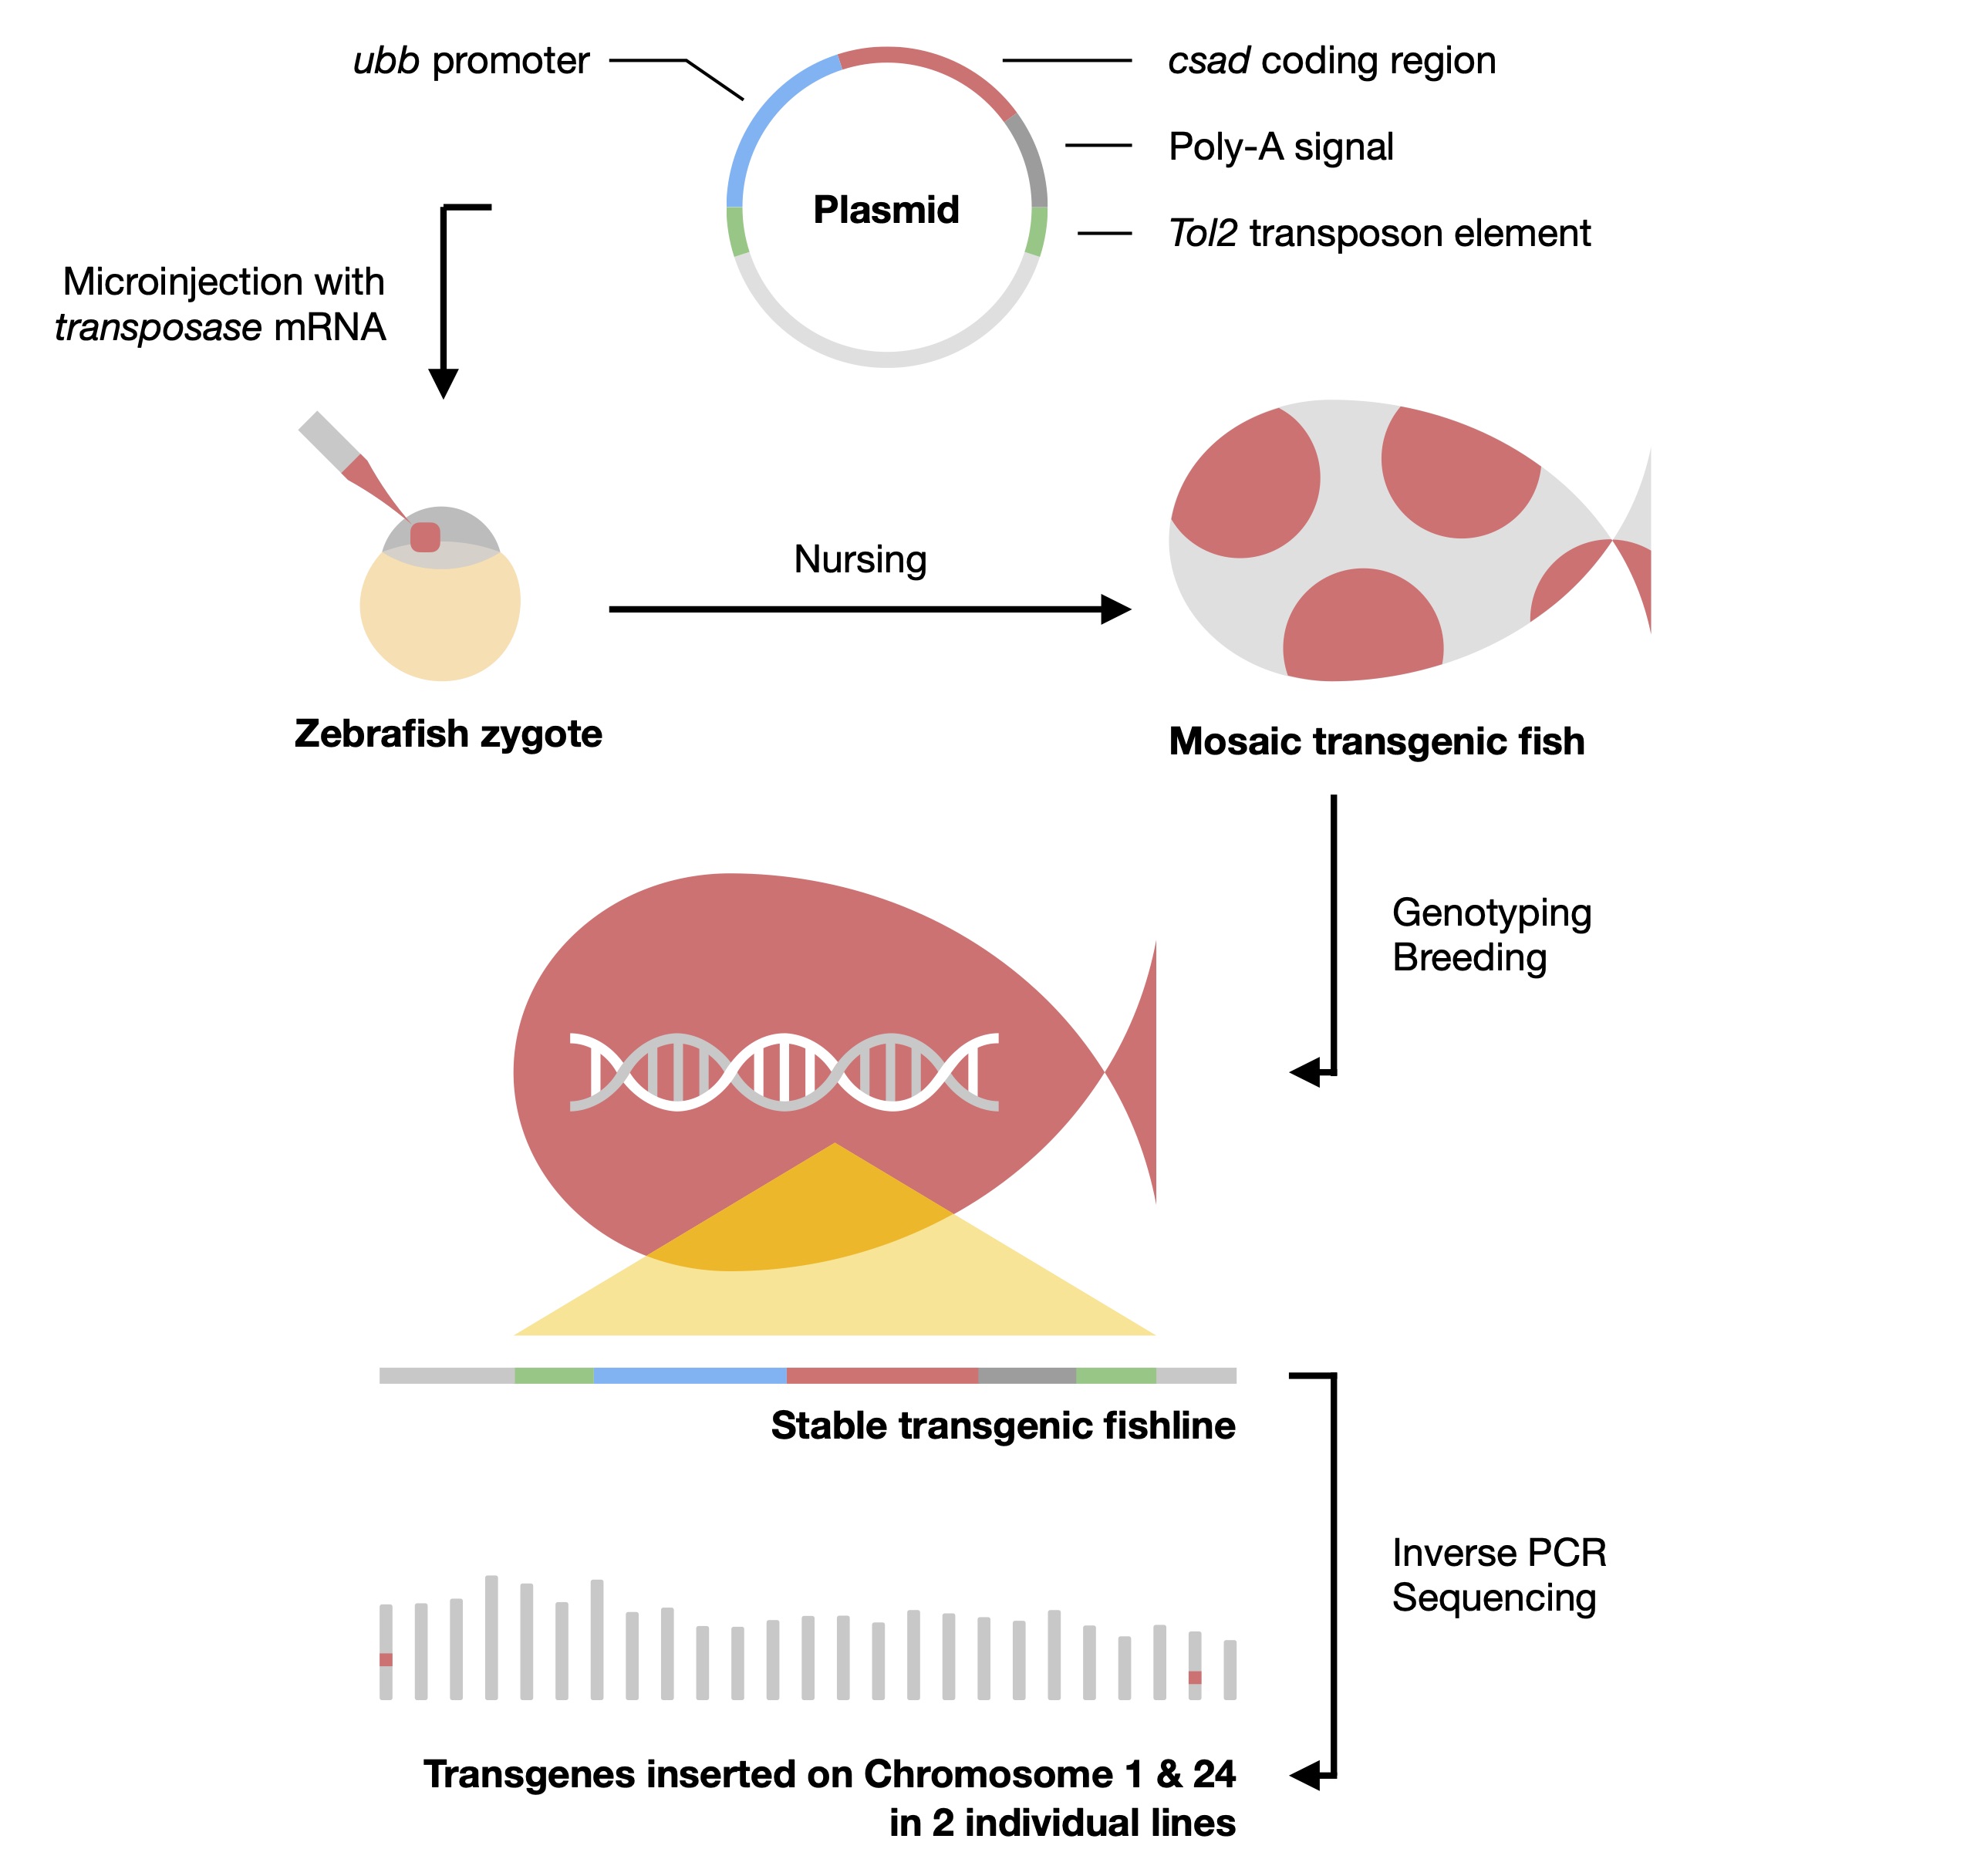 ubb promoter
csad coding region
Poly-A signal
Plasmid
Tol2 transposon element
Microinjection with
transposase mRNA
Nursing
Zebrafish zygote
Mosaic transgenic fish
Genotyping
Breeding
Stable transgenic fishline
Inverse PCR
Sequencing
Transgenes inserted on Chromosome 1 & 24
in 2 individual lines